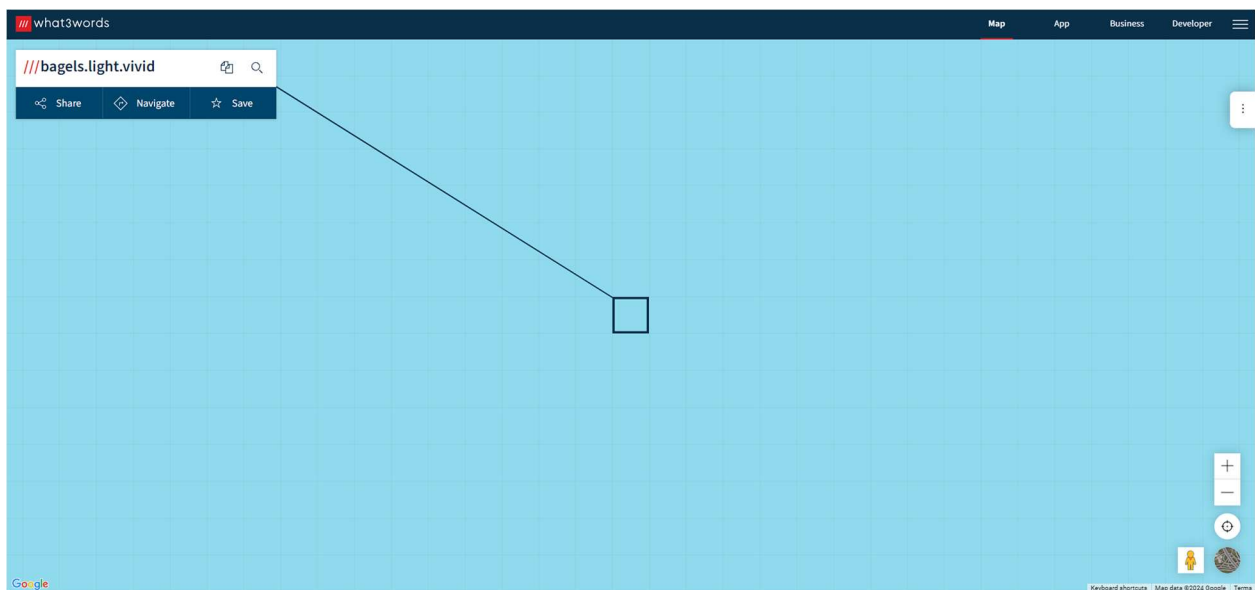 /// what3words
Map
App
Business
Developer
///bagels.light.vivid
Share
Navigate
Save
Google
Keyboard shortcuts
Map data ©2024 Google
Terms